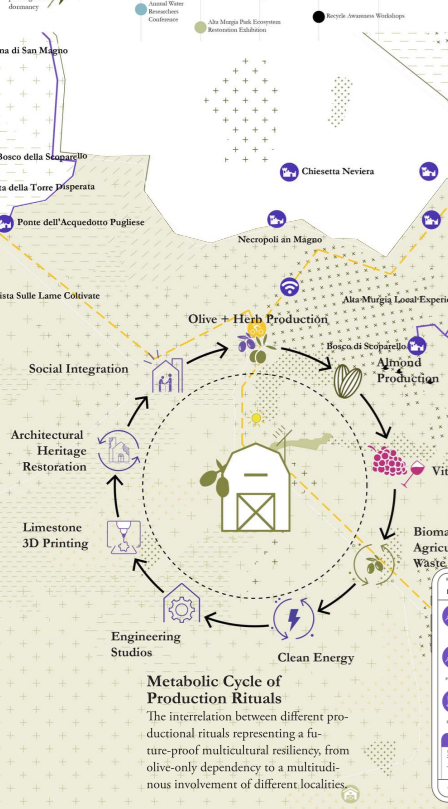 dormancy
Annual Water
Researchers
Conference
Alta Murgia Park Ecosystem
Restoration Exhibition
Recycle Awareness Workshops
na di San Magno
Bosco della Scoparello
ta della Torre Disperata
Chiesetta Neviera
Ponte dell'Acquedotto Pugliese
Necropoli an Magno
ista Sulle Lame Coltivate
Alta Murgia Local Experie
Olive + Herb Production
Bosco di Scoparello
Almond
Production
Social Integration
Architectural
Heritage
Restoration
Vit
Limestone
3D Printing
Bioma
Agricu
Waste
Engineering
Studios
Clean Energy
Metabolic Cycle of
Production Rituals
The interrelation between different pro-
ductional rituals representing a fu-
ture-proof multicultural resiliency, from
olive-only dependency to a multitudi-
nous involvement of different localities.